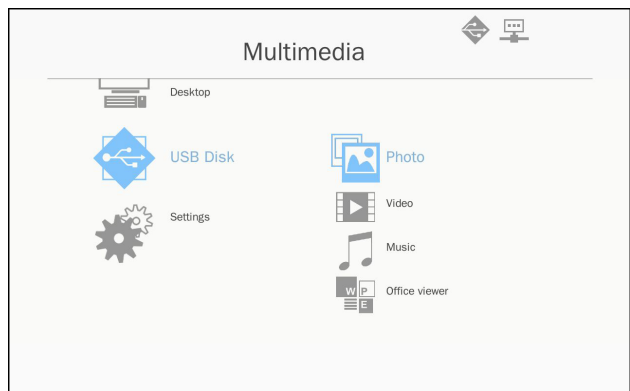 Multimedia
Desktop
USB Disk
Photo
Video
Settings
Music
Office viewer
W P
E